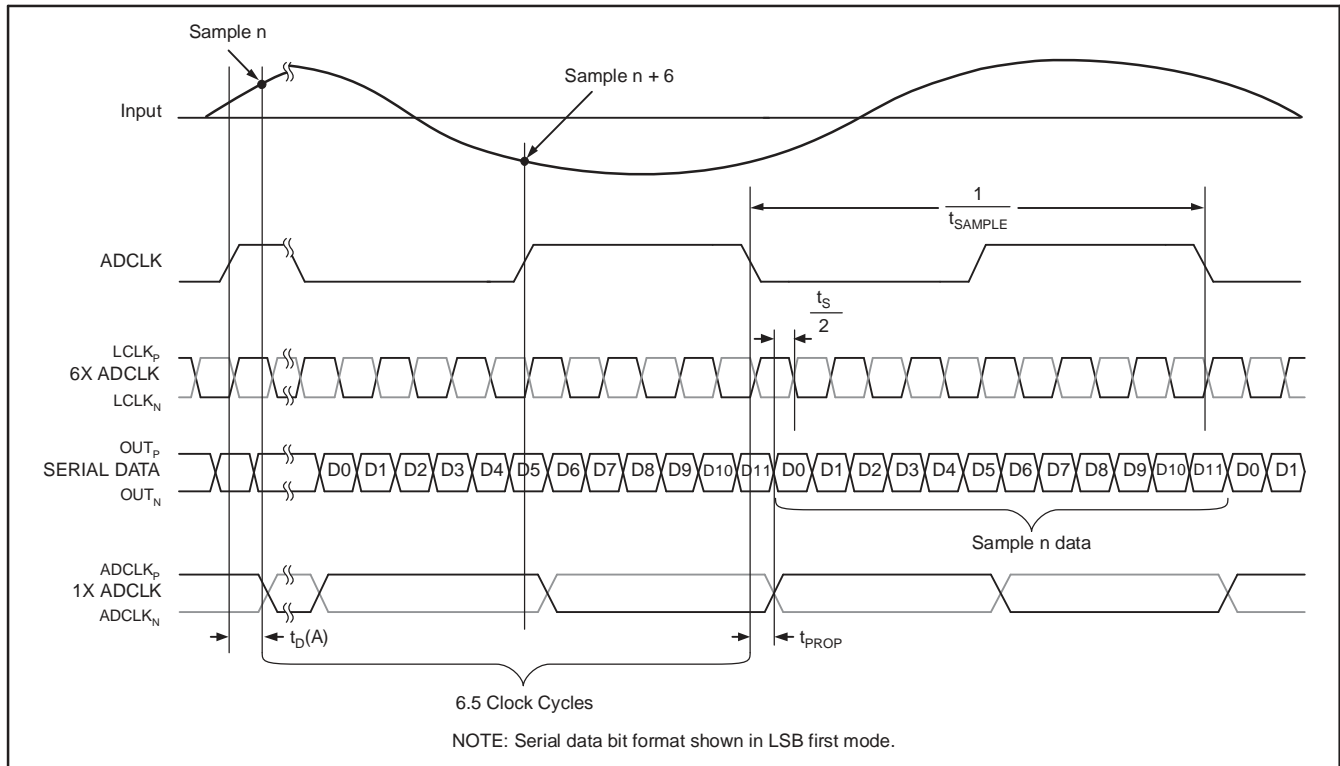 Sample n
Sample n + 6
Input
1
tSAMPLE
ADCLK
tS
2
LCLKP
6X ADCLK
LCLKN
OUTP
SERIAL DATA
OUTN
D0 D1 D2 D3 D4 D5 D6 D7 D8 D9 D10 D11 D0 D1 D2 D3 D4 D5 D6 D7 D8 D9 D10 D11 D0 D1
Sample n data
ADCLKP
1X ADCLK
ADCLKN
tD(A)
tPROP
6.5 Clock Cycles
NOTE: Serial data bit format shown in LSB first mode.